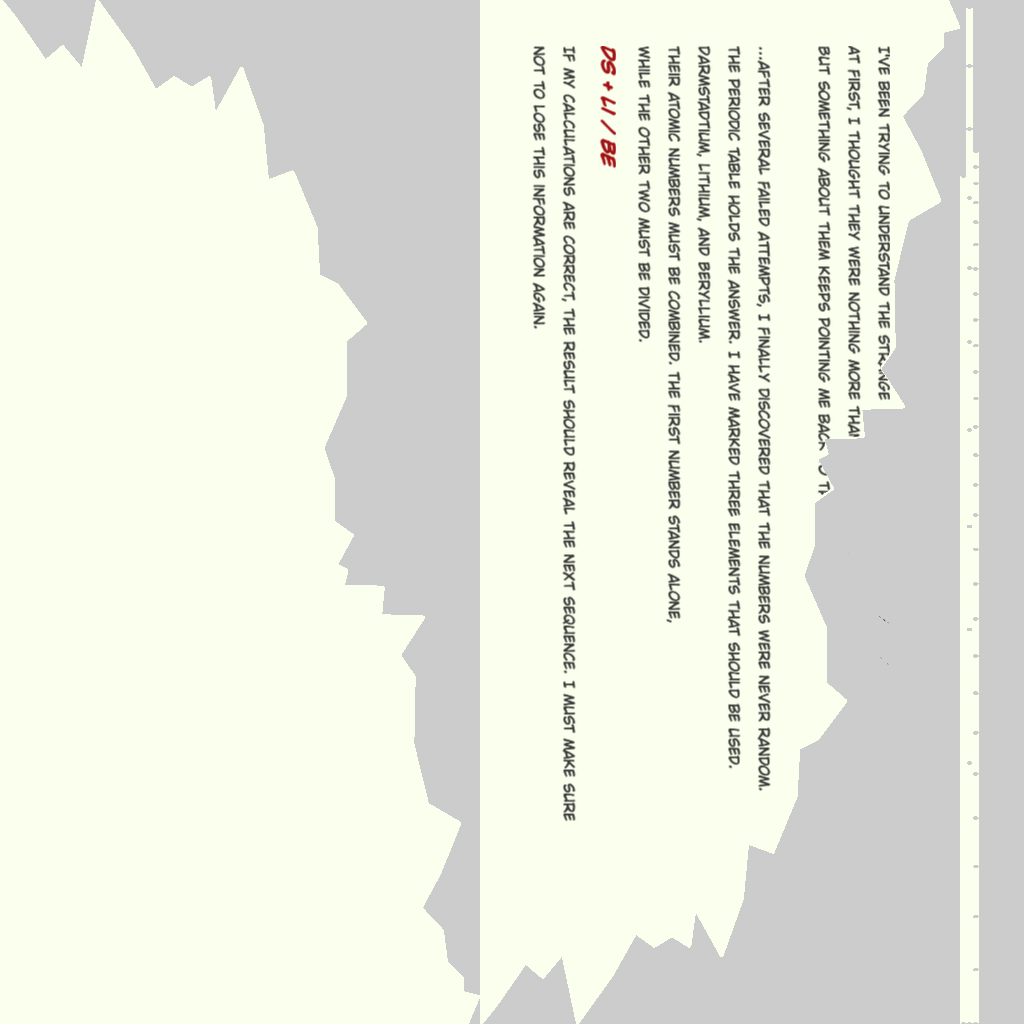 I'VE BEEN TRYING TO UNDERSTAND THE
AT FIRST, I THOUGHT THEY WERE NOTHING MORE
BUT SOMETHING ABOUT THEM KEEPS POINTING ME
...AFTER SEVERAL FAILED ATTEMPTS, I FINALLY DISCOVERED THAT THE NUMBERS WERE NEVER RANDOM.
THE PERIODIC TABLE HOLDS THE ANSWER. I HAVE MARKED THREE ELEMENTS THAT SHOULD BE USED.
DARMSTADTIUM, LITHIUM, AND BERYLLIUM.
THEIR ATOMIC NUMBERS MUST BE COMBINED. THE FIRST NUMBER STANDS ALONE,
WHILE THE OTHER TWO MUST BE DIVIDED.
DS + LI / BE
IF MY CALCULATIONS ARE CORRECT, THE RESULT SHOULD REVEAL THE NEXT SEQUENCE. I MUST MAKE SURE
NOT TO LOSE THIS INFORMATION AGAIN.